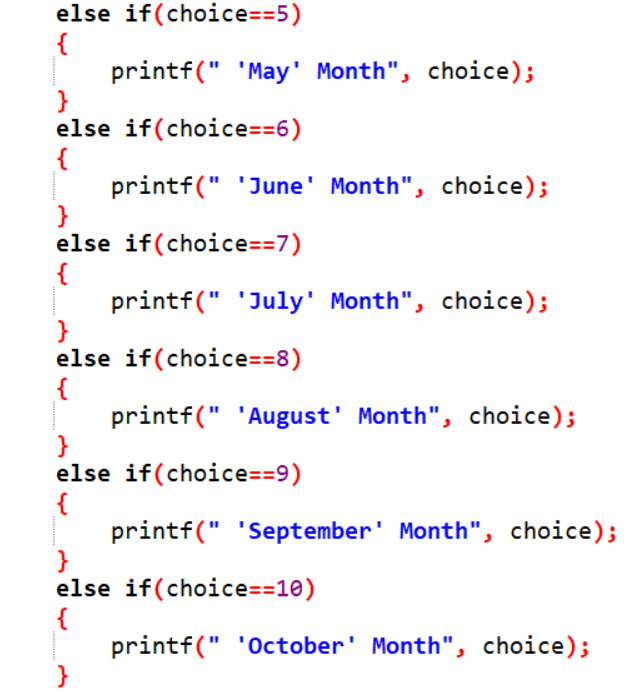 else if(choice==5)
{
    printf(" 'May' Month", choice);
}
else if(choice==6)
{
    printf(" 'June' Month", choice);
}
else if(choice==7)
{
    printf(" 'July' Month", choice);
}
else if(choice==8)
{
    printf(" 'August' Month", choice);
}
else if(choice==9)
{
    printf(" 'September' Month", choice);
}
else if(choice==10)
{
    printf(" 'October' Month", choice);
}